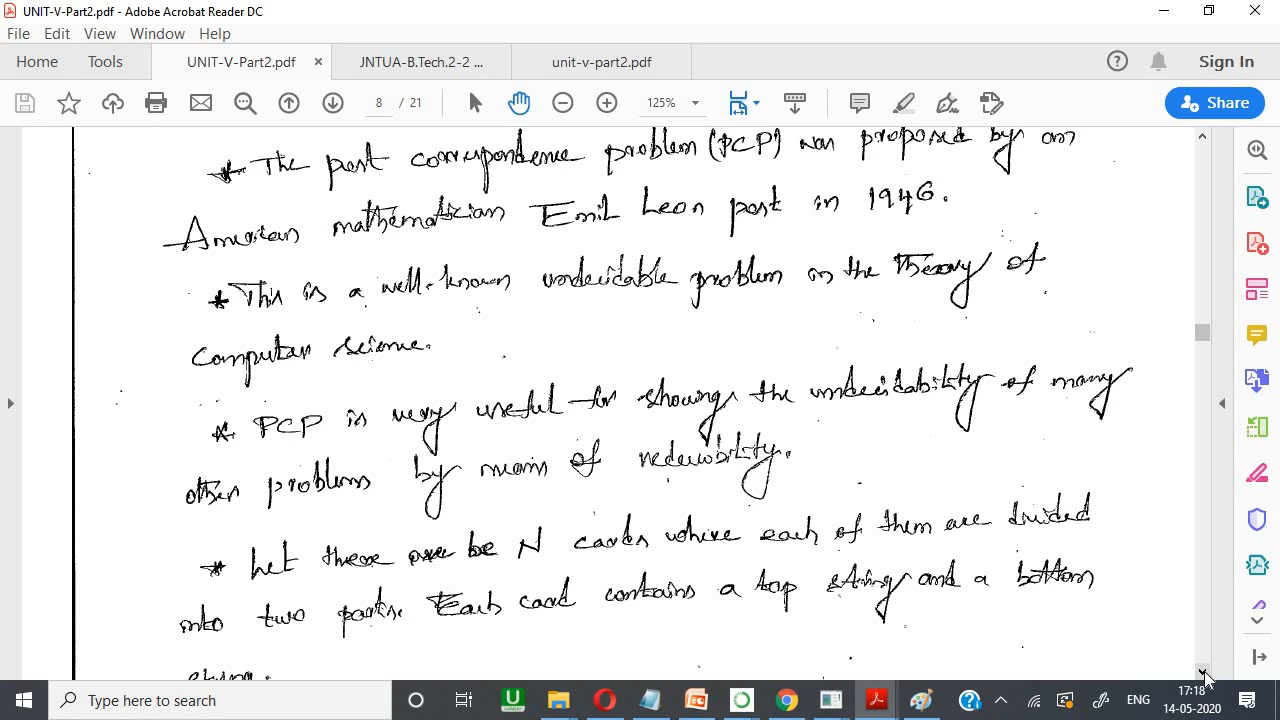 UNIT-V-Part2.pdf - Adobe Acrobat Reader DC
File Edit View Window Help
Home Tools UNIT-V-Part2.pdf × JNTUA-B.Tech.2-2 ... unit-v-part2.pdf Sign In
8 / 21 125% Share
* The post correspondence problem (PCP) was proposed by an
American mathematician Emil Leon post in 1946.
* This is a well-known undecidable problem in the Theory of
Computer science.
* PCP is very useful for showing the undecidability of many
other problems by means of reducibility.
* Let there be N cards where each of them are divided
into two parts. Each card contains a top string and a bottom
string.
Type here to search ENG 17:18
14-05-2020